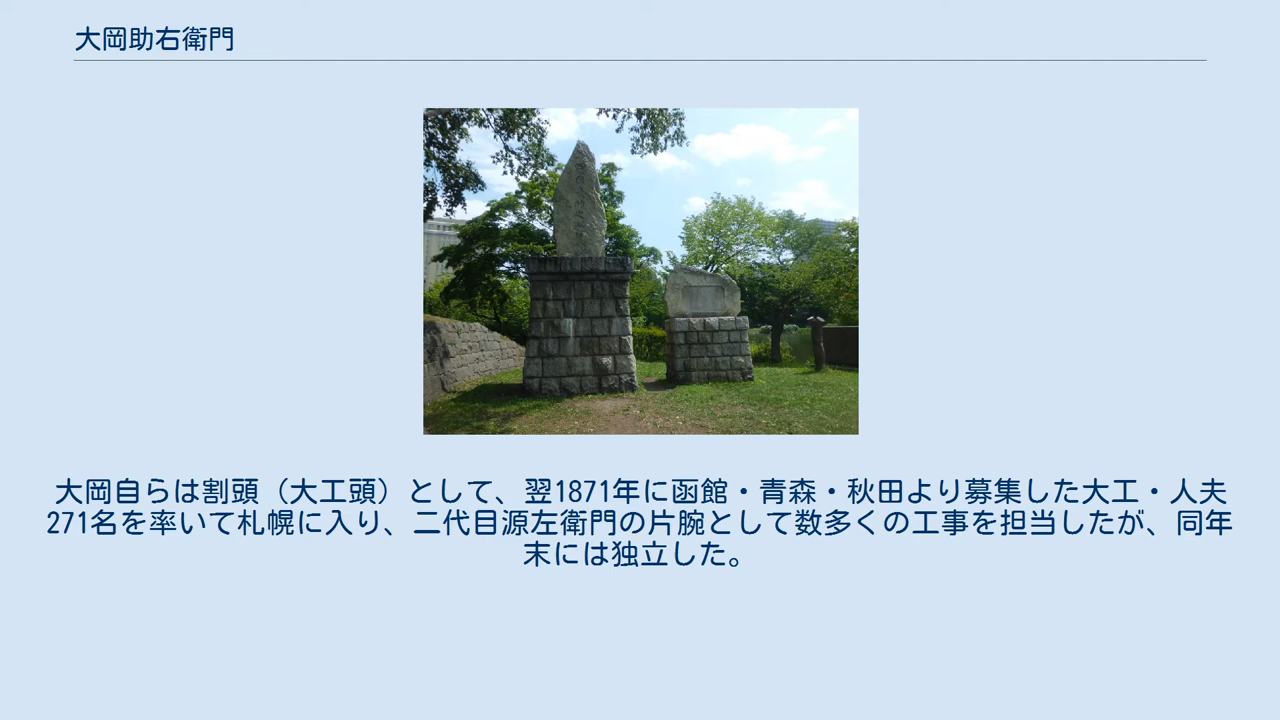 大岡助右衛門
大岡自らは割頭（大工頭）として、翌1871年に函館・青森・秋田より募集した大工・人夫
271名を率いて札幌に入り、二代目源左衛門の片腕として数多くの工事を担当したが、同年
末には独立した。